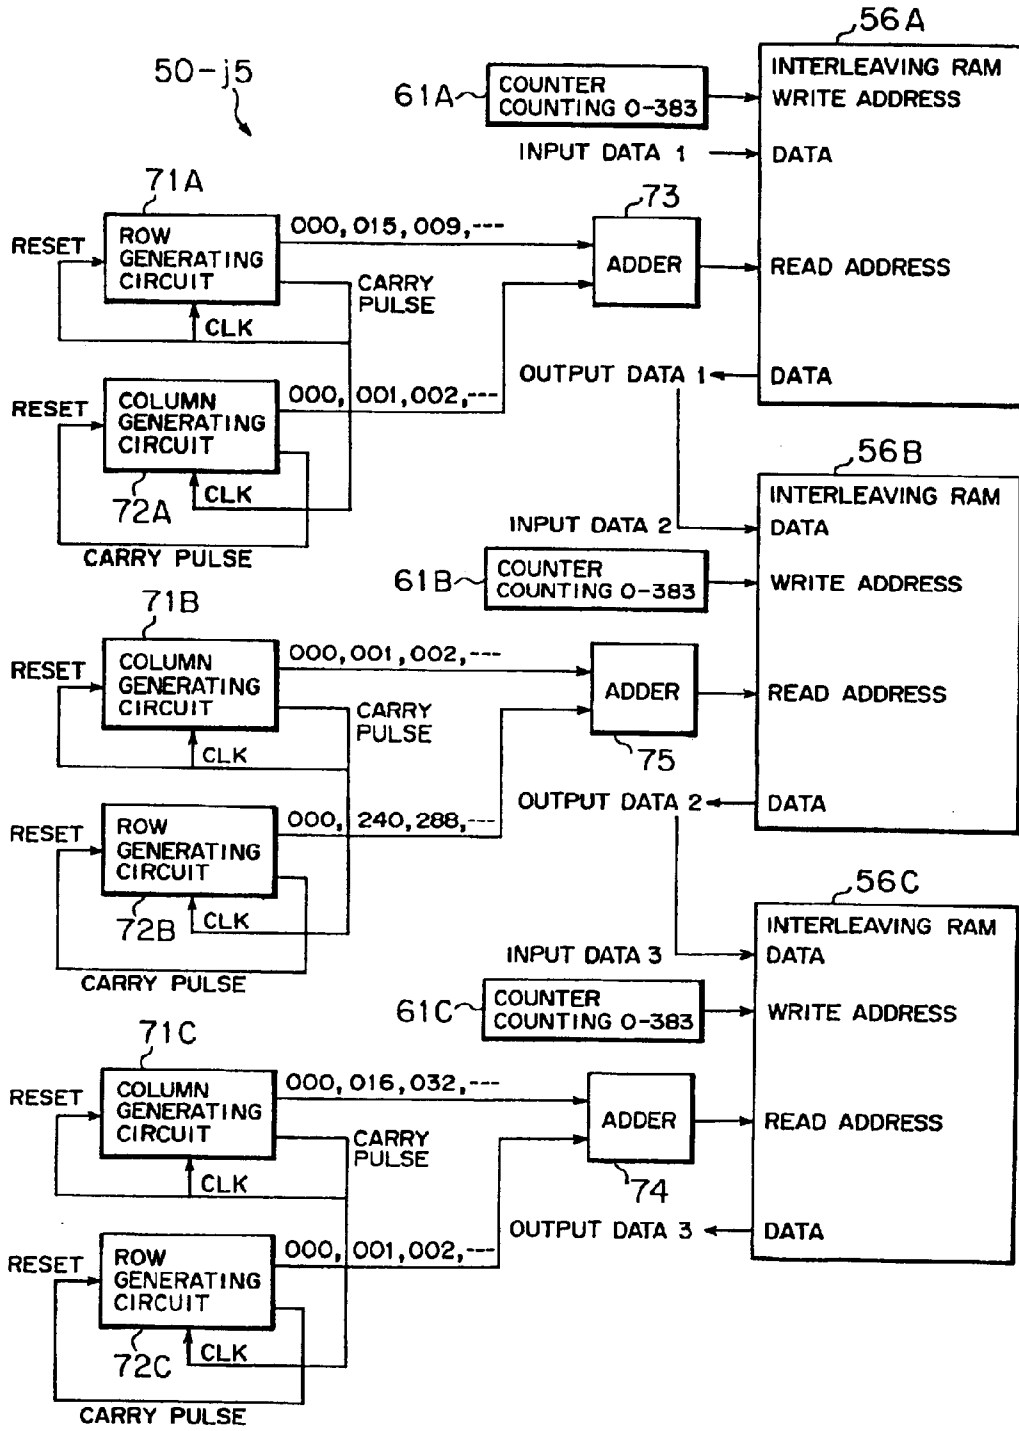 50-j5
56A
INTERLEAVING RAM
WRITE ADDRESS
DATA
READ ADDRESS
DATA
61A
COUNTER
COUNTING 0-383
INPUT DATA 1
71A
ROW
GENERATING
CIRCUIT
RESET
000, 015, 009, ---
CARRY
PULSE
CLK
73
ADDER
OUTPUT DATA 1
RESET
COLUMN
GENERATING
CIRCUIT
000, 001, 002, ---
72A
CLK
CARRY PULSE
56B
INTERLEAVING RAM
DATA
WRITE ADDRESS
READ ADDRESS
DATA
INPUT DATA 2
61B
COUNTER
COUNTING 0-383
71B
RESET
COLUMN
GENERATING
CIRCUIT
000, 001, 002, ---
CARRY
PULSE
CLK
ADDER
75
OUTPUT DATA 2
RESET
ROW
GENERATING
CIRCUIT
000, 240, 288, ---
72B
CLK
CARRY PULSE
56C
INTERLEAVING RAM
DATA
WRITE ADDRESS
READ ADDRESS
DATA
INPUT DATA 3
61C
COUNTER
COUNTING 0-383
71C
RESET
COLUMN
GENERATING
CIRCUIT
000, 016, 032, ---
CARRY
PULSE
CLK
ADDER
74
OUTPUT DATA 3
RESET
ROW
GENERATING
CIRCUIT
000, 001, 002, ---
72C
CLK
CARRY PULSE